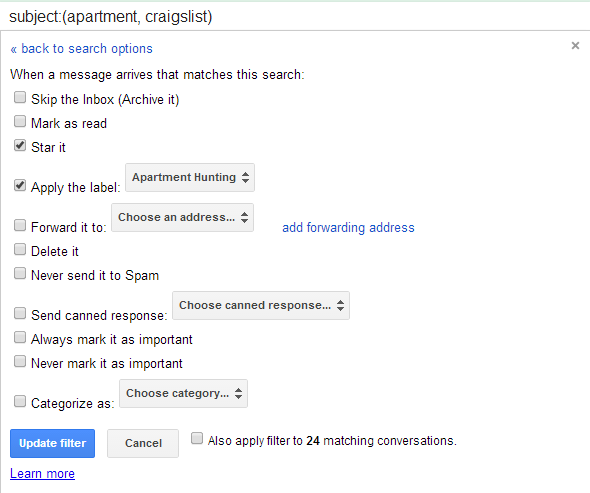 subject:(apartment, craigslist)
« back to search options
×
When a message arrives that matches this search:
Skip the Inbox (Archive it)
Mark as read
Star it
Apply the label: Apartment Hunting
Forward it to: Choose an address... add forwarding address
Delete it
Never send it to Spam
Send canned response: Choose canned response...
Always mark it as important
Never mark it as important
Categorize as: Choose category...
Update filter Cancel Also apply filter to 24 matching conversations.
Learn more